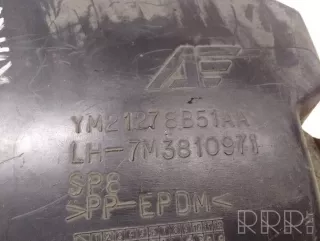 AF
YM21278B51AA
LH-7M3810971
SP8
>PP-EPDM<
RRR